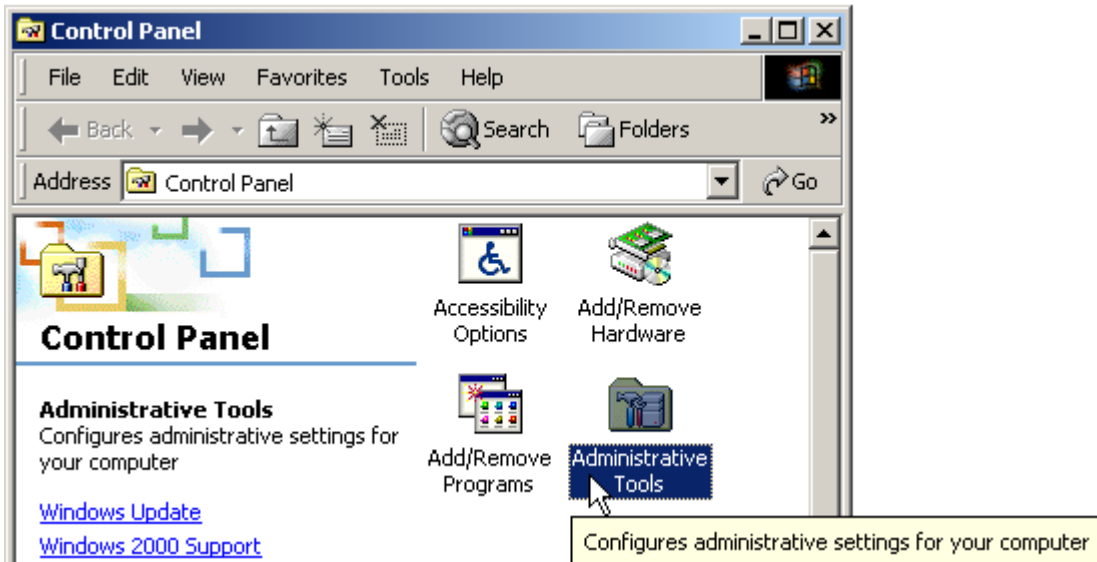 Control Panel
File Edit View Favorites Tools Help
Back Search Folders »
Address Control Panel Go
Control Panel
Administrative Tools
Configures administrative settings for
your computer
Windows Update
Windows 2000 Support
Accessibility
Options
Add/Remove
Hardware
Add/Remove
Programs
Administrative
Tools
Configures administrative settings for your computer